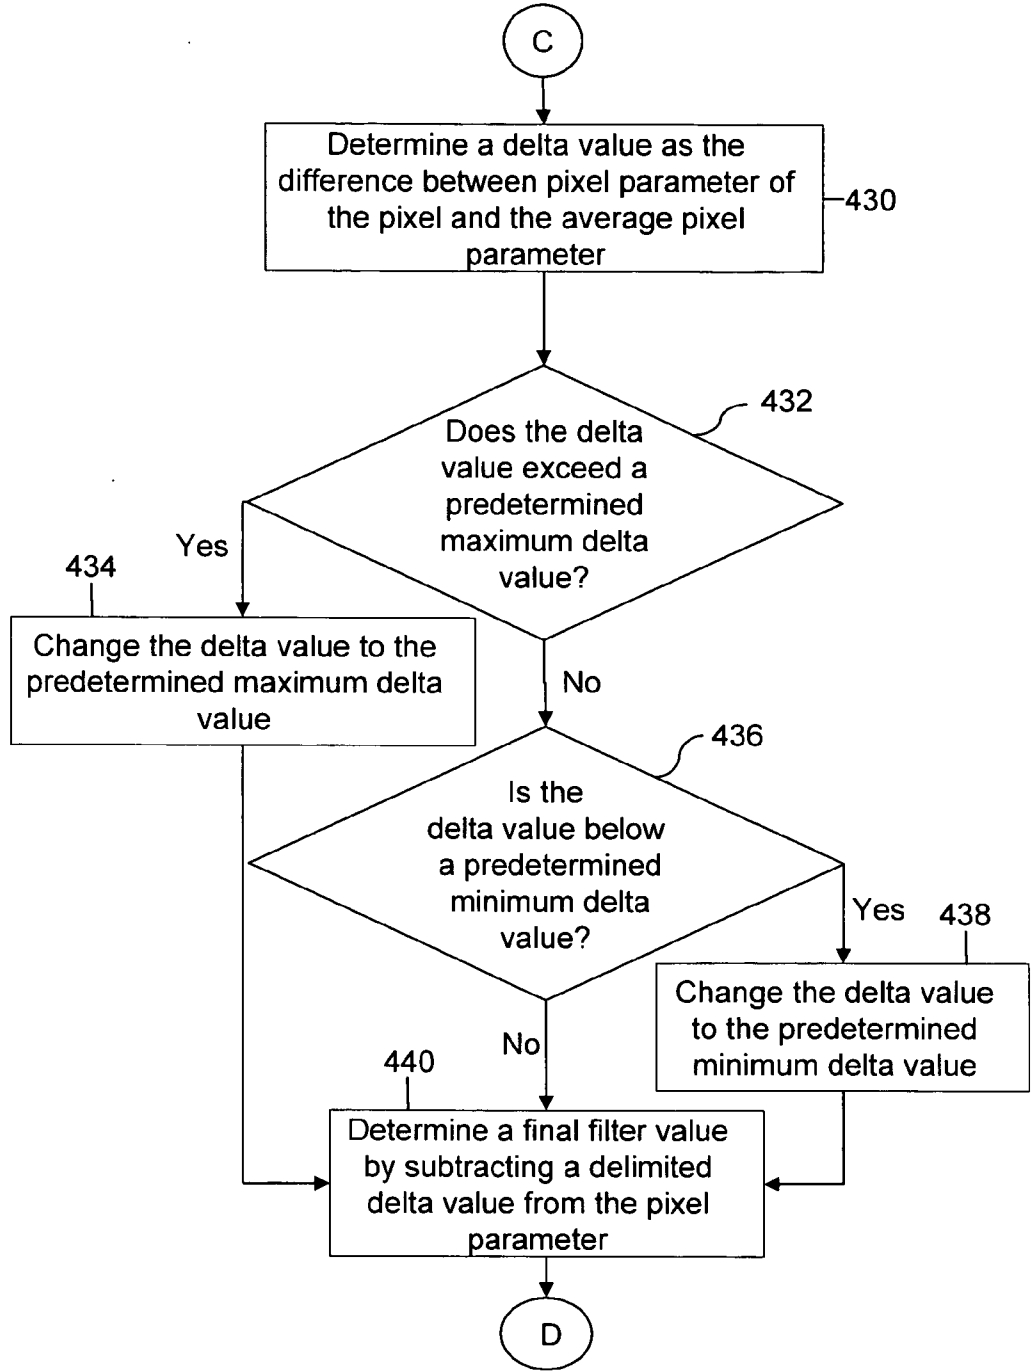 C
Determine a delta value as the
difference between pixel parameter of
the pixel and the average pixel
parameter
430
432
Does the delta
value exceed a
predetermined
maximum delta
value?
Yes
434
Change the delta value to the
predetermined maximum delta
value
No
436
Is the
delta value below
a predetermined
minimum delta
value?
Yes
438
Change the delta value
to the predetermined
minimum delta value
No
440
Determine a final filter value
by subtracting a delimited
delta value from the pixel
parameter
D